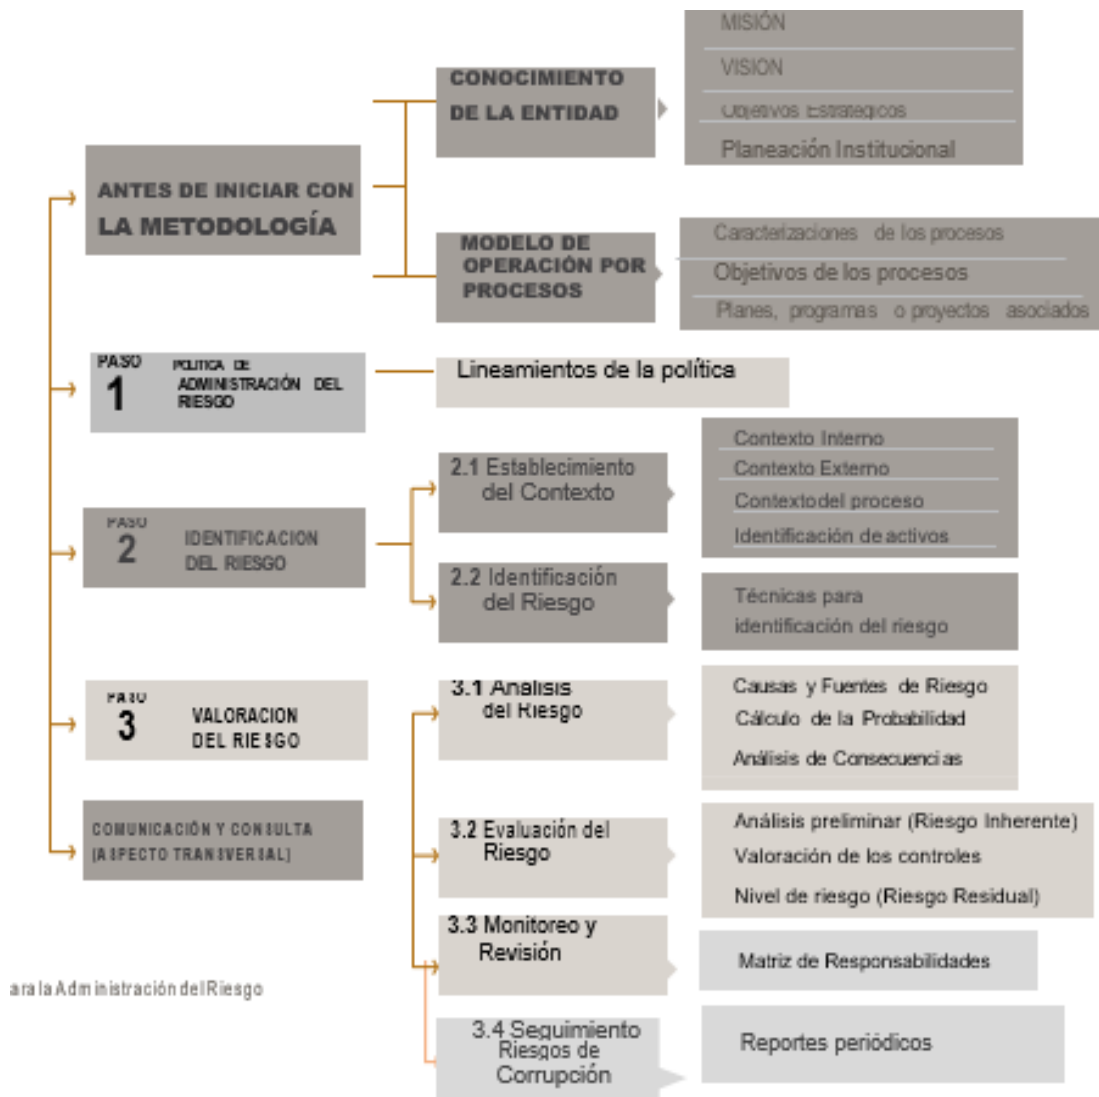 CONOCIMIENTO
DE LA ENTIDAD
MISIÓN
VISION
Objetivos Estratégicos
Planeación Institucional
ANTES DE INICIAR CON
LA METODOLOGÍA
MODELO DE
OPERACIÓN POR
PROCESOS
Caracterizaciones de los procesos
Objetivos de los procesos
Planes, programas o proyectos asociados
PASO
1
POLITICA DE
ADMINISTRACIÓN DEL
RIESGO
Lineamientos de la política
PASO
2
IDENTIFICACION
DEL RIESGO
2.1 Establecimiento
del Contexto
Contexto Interno
Contexto Externo
Contexto del proceso
Identificación de activos
2.2 Identificación
del Riesgo
Técnicas para
identificación del riesgo
PASO
3
VALORACION
DEL RIESGO
3.1 Análisis
del Riesgo
Causas y Fuentes de Riesgo
Cálculo de la Probabilidad
Análisis de Consecuencias
COMUNICACIÓN Y CONSULTA
(ASPECTO TRANSVERSAL)
3.2 Evaluación del
Riesgo
Análisis preliminar (Riesgo Inherente)
Valoración de los controles
Nivel de riesgo (Riesgo Residual)
3.3 Monitoreo y
Revisión
Matriz de Responsabilidades
ara la Administración del Riesgo
3.4 Seguimiento
Riesgos de
Corrupción
Reportes periódicos